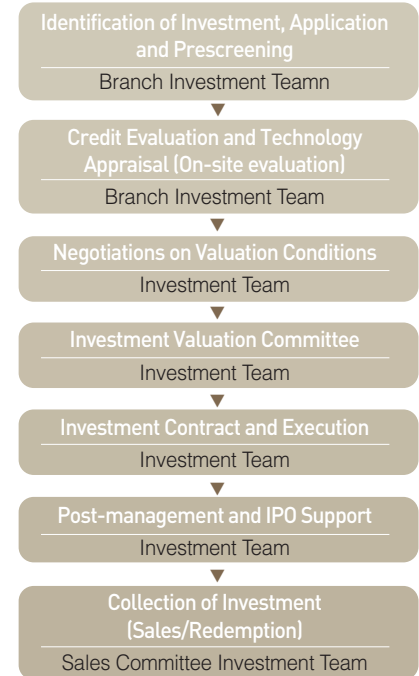 Identification of Investment, Application
and Prescreening
Branch Investment Teamn
Credit Evaluation and Technology
Appraisal (On-site evaluation)
Branch Investment Team
Negotiations on Valuation Conditions
Investment Team
Investment Valuation Committee
Investment Team
Investment Contract and Execution
Investment Team
Post-management and IPO Support
Investment Team
Collection of Investment
(Sales/Redemption)
Sales Committee Investment Team